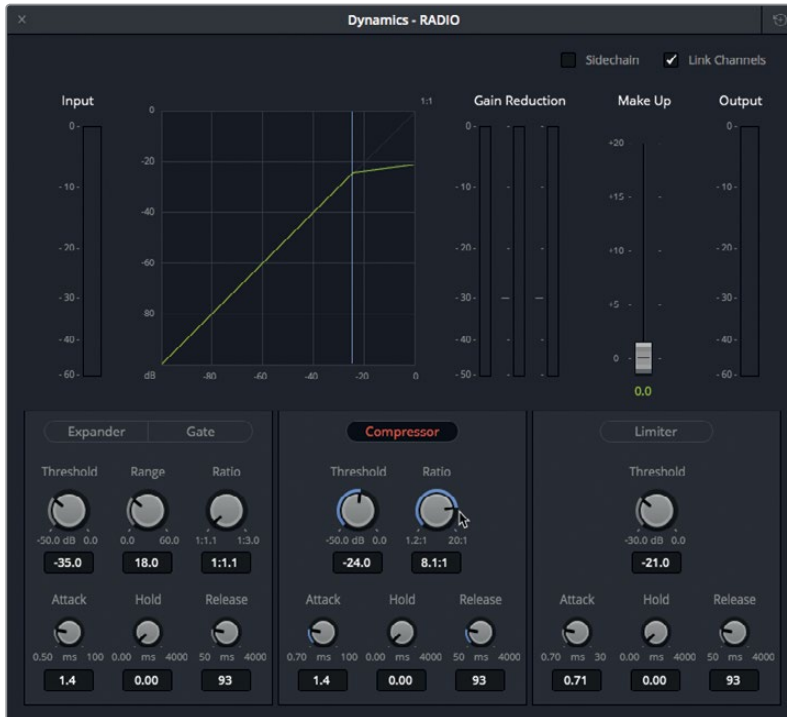 Dynamics - RADIO
Sidechain
Link Channels
Input
Gain Reduction
Make Up
Output
0-
-10-
-20-
-30-
-40-
-60-
0
-20
-40
-60
80
dB
-80
-60
-40
-20
0
1:1
0-
-10-
-20-
-30-
-40-
-50-
+20
+15 -
+10 -
+5 -
0 -
0.0
0-
-10-
-20-
-30-
-40-
-60-
Expander Gate
Threshold Range Ratio
-50.0 dB 0.0 0.0 60.0 1:1.1 1:3.0
-35.0 18.0 1:1.1
Attack Hold Release
0.50 ms 100 0.00 ms 4000 50 ms 4000
1.4 0.00 93
Compressor
Threshold Ratio
-50.0 dB 0.0 1.2:1 20:1
-24.0 8.1:1
Attack Hold Release
0.70 ms 100 0.00 ms 4000 50 ms 4000
1.4 0.00 93
Limiter
Threshold
-30.0 dB 0.0
-21.0
Attack Hold Release
0.70 ms 30 0.00 ms 4000 50 ms 4000
0.71 0.00 93